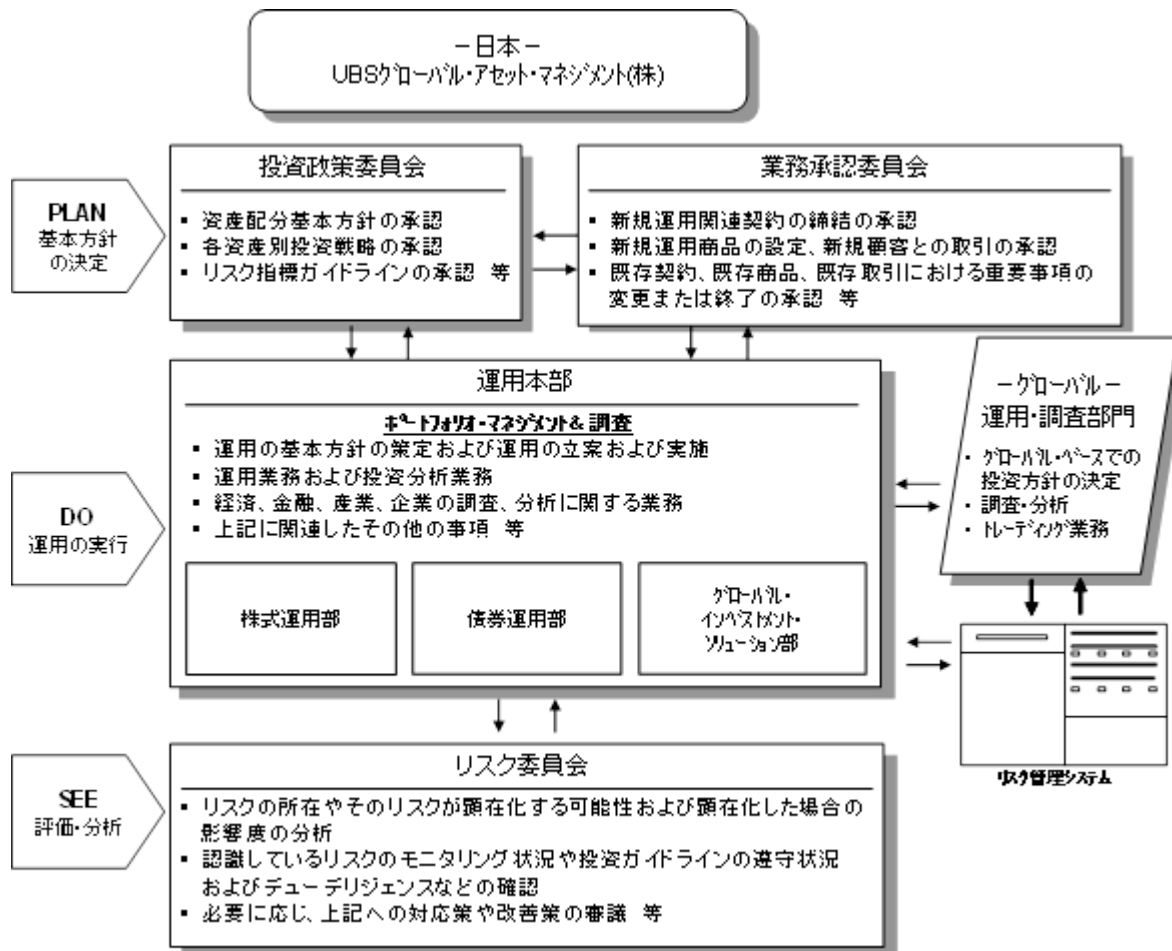 －日本－
UBSｸﾞﾛｰﾊﾞﾙ・ｱｾｯﾄ・ﾏﾈｼﾞﾒﾝﾄ(株)
PLAN
基本方針
の決定
投資政策委員会
▪ 資産配分基本方針の承認
▪ 各資産別投資戦略の承認
▪ リスク指標ガイドラインの承認 等
業務承認委員会
▪ 新規運用関連契約の締結の承認
▪ 新規運用商品の設定、新規顧客との取引の承認
▪ 既存契約、既存商品、既存取引における重要事項の
変更または終了の承認 等
DO
運用の実行
運用本部
ﾎﾟｰﾄﾌｫﾘｵ・ﾏﾈｼﾞﾒﾝﾄ& 調査
▪ 運用の基本方針の策定および運用の立案および実施
▪ 運用業務および投資分析業務
▪ 経済、金融、産業、企業の調査、分析に関する業務
▪ 上記に関連したその他の事項 等
株式運用部
債券運用部
ｸﾞﾛｰﾊﾞﾙ・
ｲﾝﾍﾞｽﾄﾒﾝﾄ・
ｿﾘｭｰｼｮﾝ部
－ｸﾞﾛｰﾊﾞﾙ－
運用・調査部門
▪ ｸﾞﾛｰﾊﾞﾙ・ﾍﾞｰｽでの
投資方針の決定
▪ 調査・分析
▪ ﾄﾚｰﾃﾞｨﾝｸﾞ業務
ﾘｽｸ管理ｼｽﾃﾑ
SEE
評価・分析
リスク委員会
▪ リスクの所在やそのリスクが顕在化する可能性および顕在化した場合の
影響度の分析
▪ 認識しているリスクのモニタリング状況や投資ガイドラインの遵守状況
およびデューデリジェンスなどの確認
▪ 必要に応じ、上記への対応策や改善策の審議 等